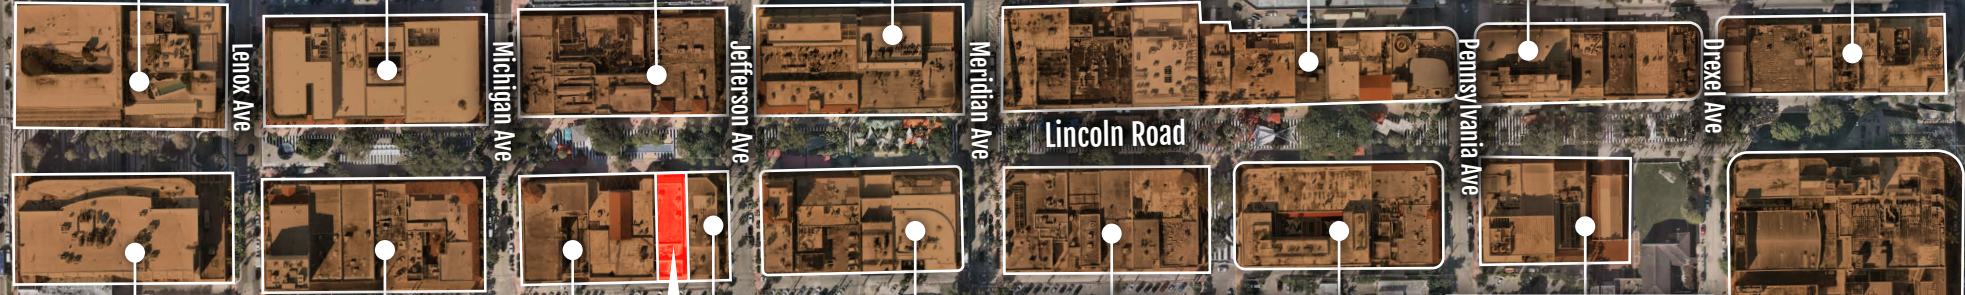 Lenox Ave
Michigan Ave
Jefferson Ave
Meridian Ave
Lincoln Road
Pennsylvania Ave
Drexel Ave